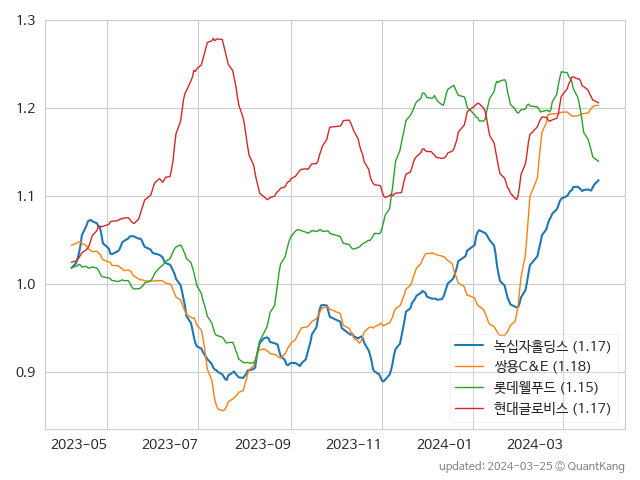 1.3
1.2
1.1
1.0
0.9
녹십자홀딩스 (1.17)
쌍용C&E (1.18)
롯데웰푸드 (1.15)
현대글로비스 (1.17)
2023-05 2023-07 2023-09 2023-11 2024-01 2024-03
updated: 2024-03-25 © QuantKang